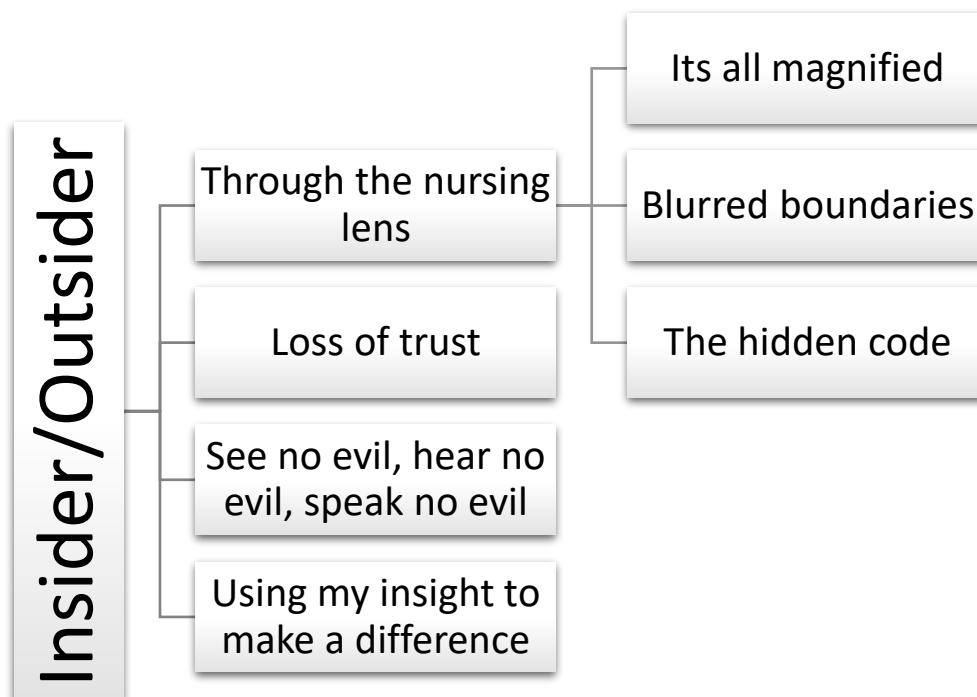 Insider/Outsider
Through the nursing
lens
Its all magnified
Blurred boundaries
The hidden code
Loss of trust
See no evil, hear no
evil, speak no evil
Using my insight to
make a difference